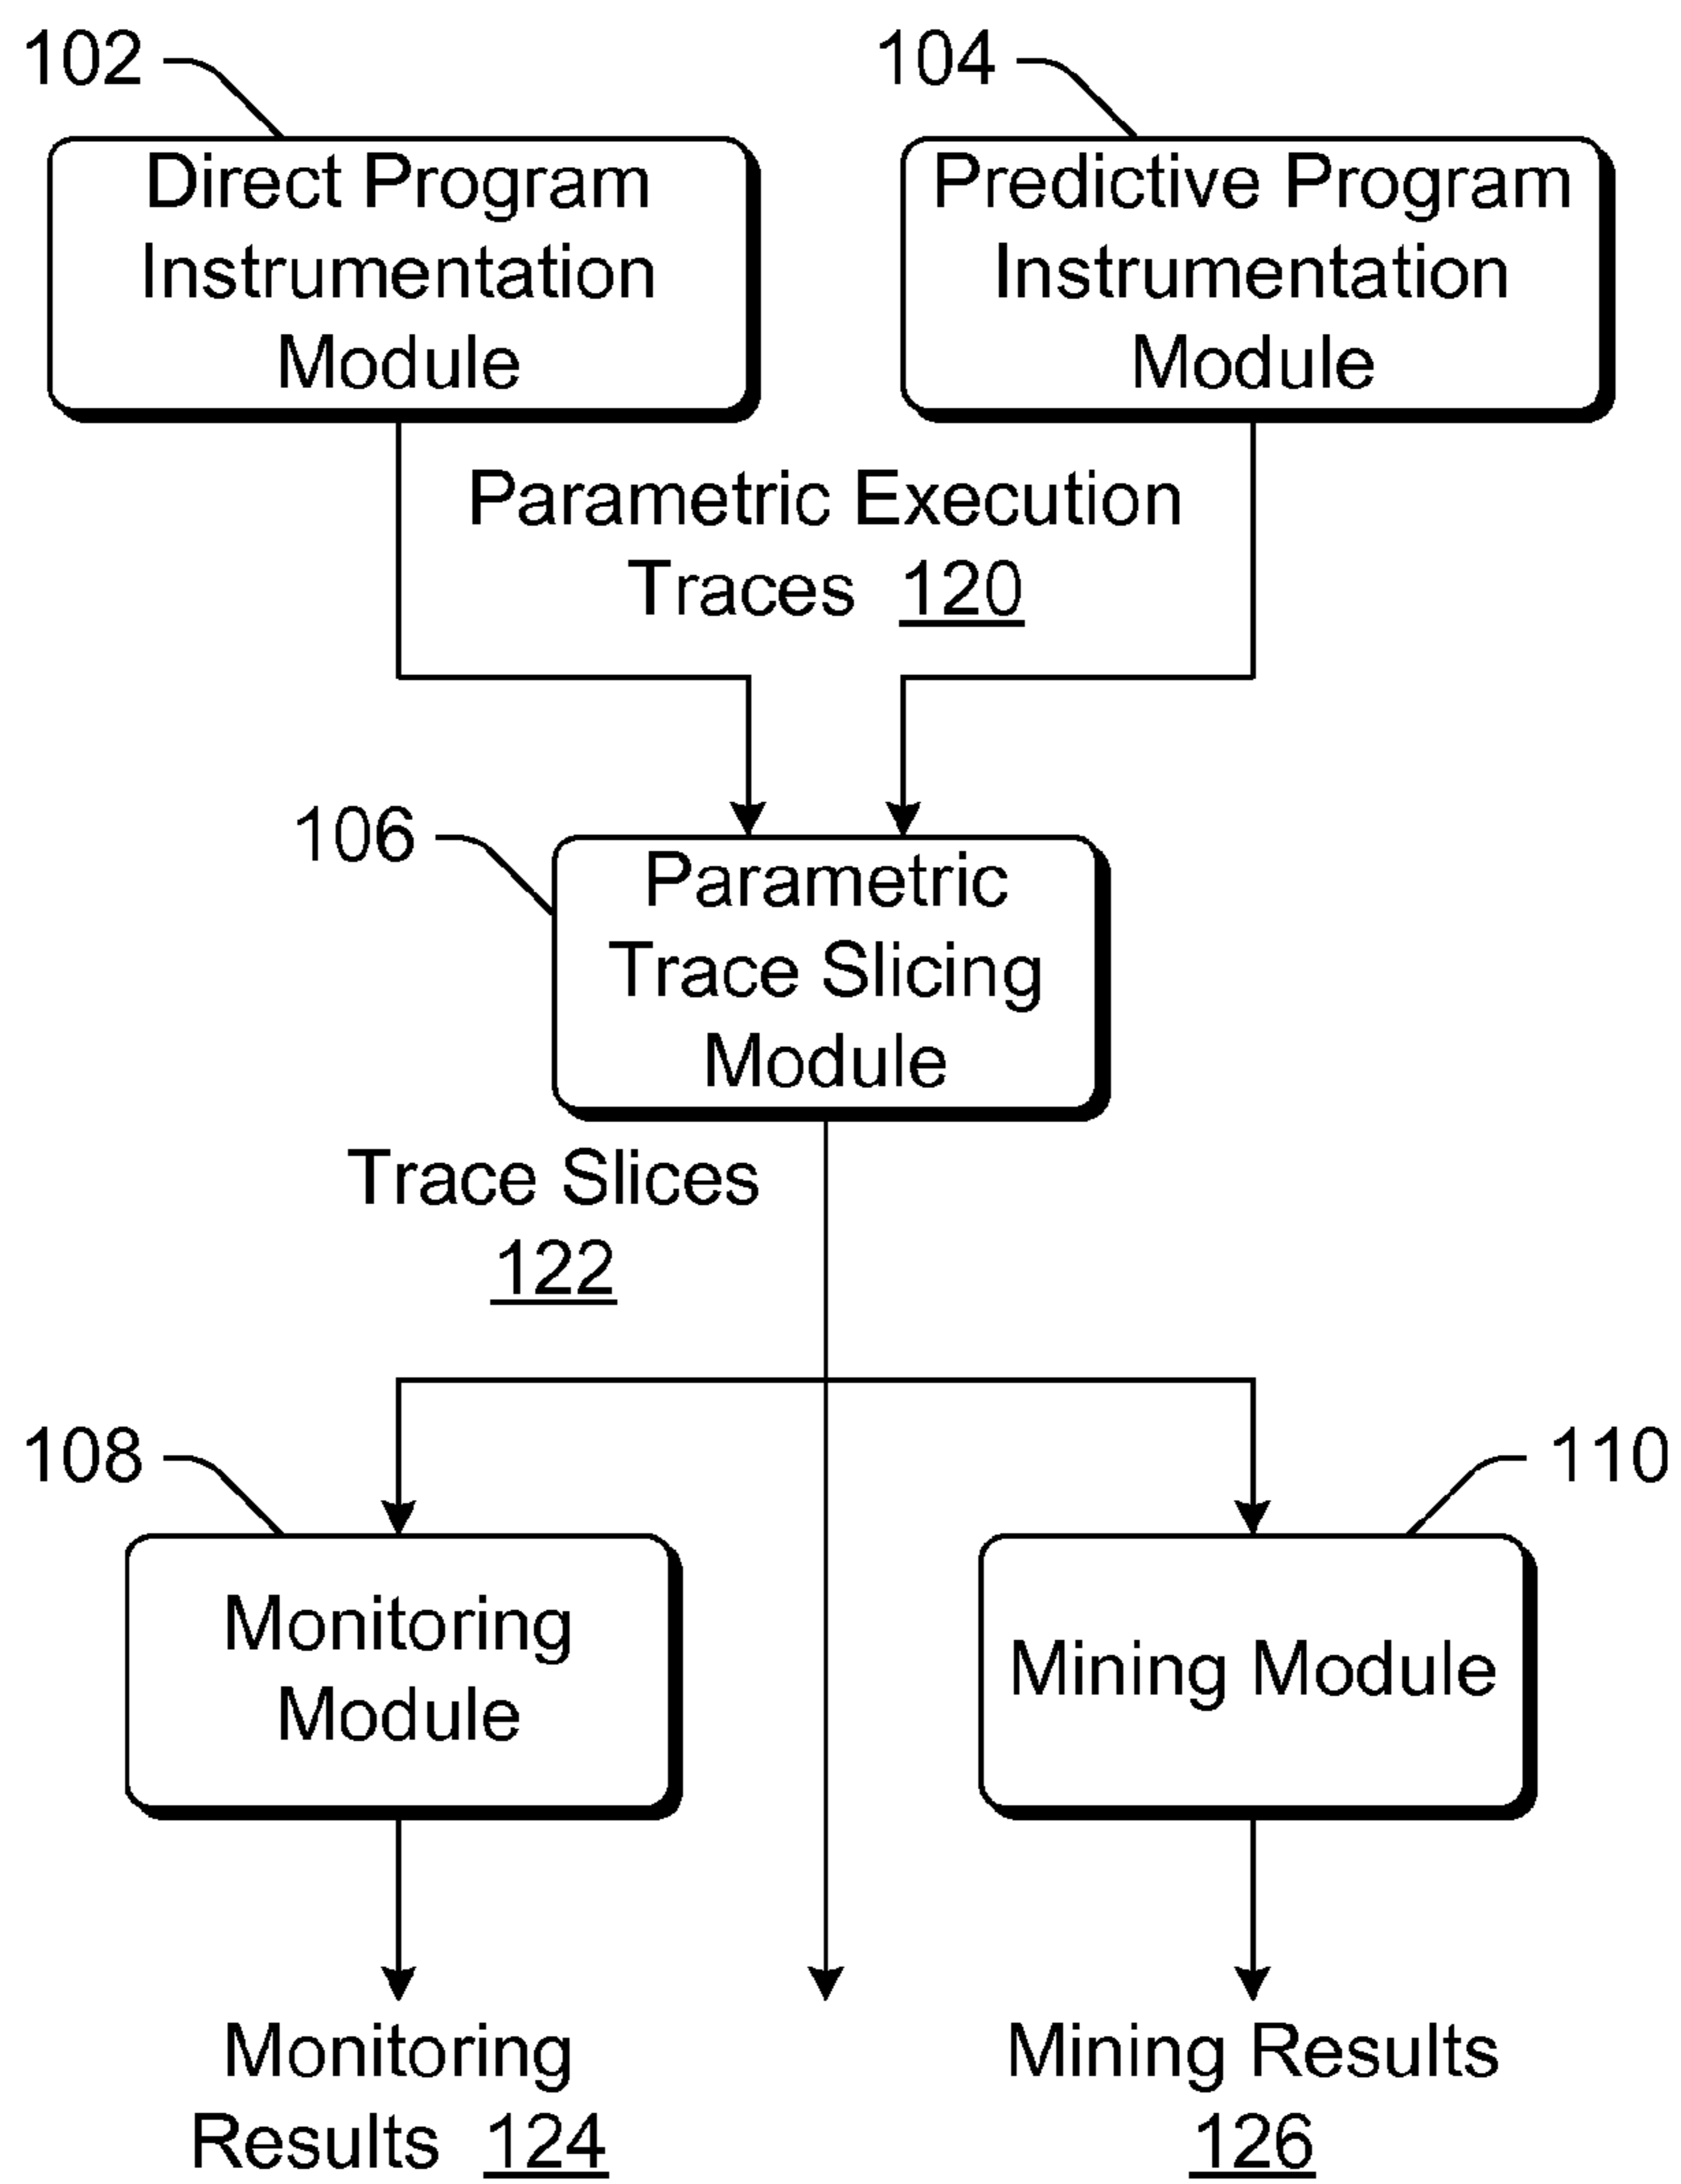 102
104
Direct Program
Instrumentation
Module
Predictive Program
Instrumentation
Module
Parametric Execution
Traces 120
106
Parametric
Trace Slicing
Module
Trace Slices
122
108
110
Monitoring
Module
Mining Module
Monitoring
Results 124
Mining Results
126